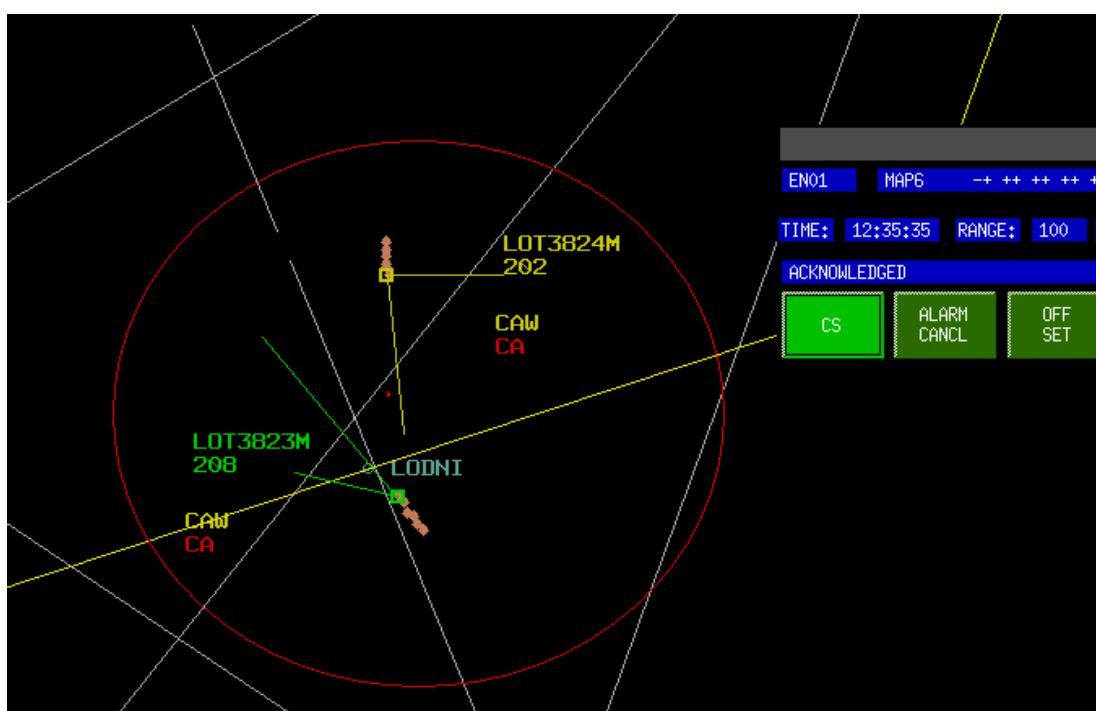 EN01 MAP6 -+ ++ ++ ++ +
TIME: 12:35:35 RANGE: 100
ACKNOWLEDGED
CS
ALARM
CANCL
OFF
SET
LOT3824M
202
CAW
CA
LOT3823M
208
LODNI
CAW
CA